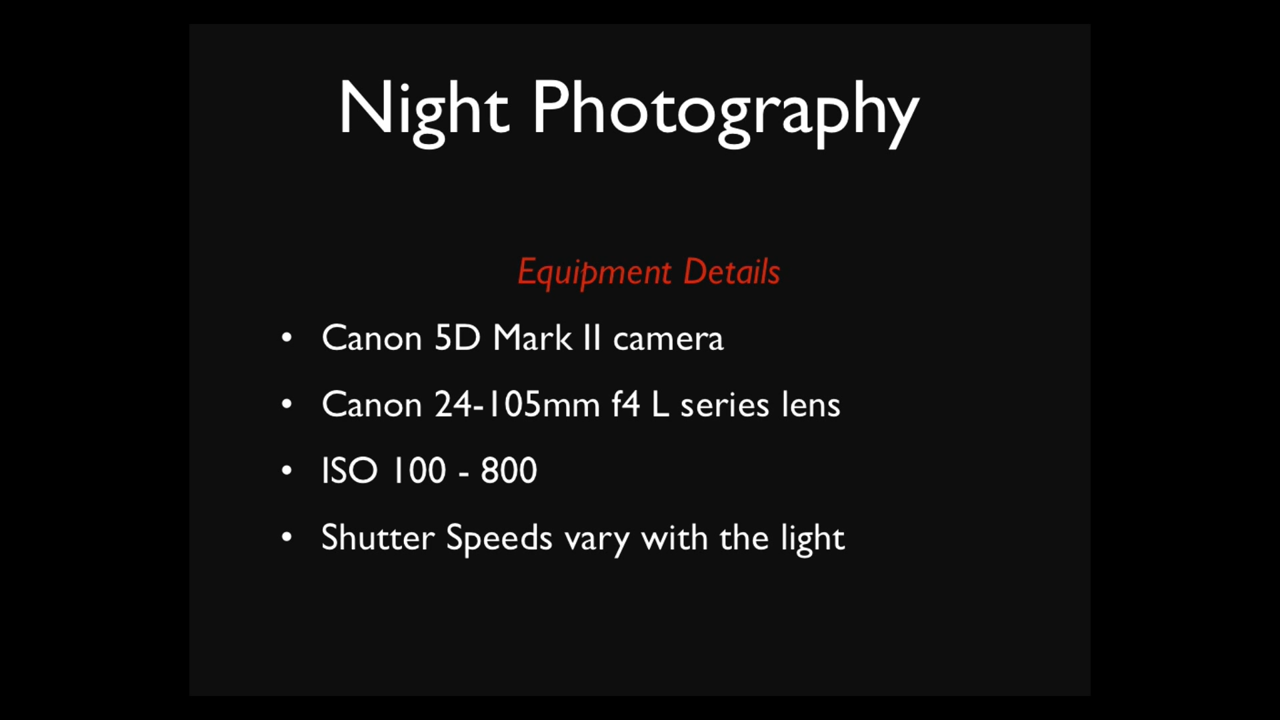 Night Photography
Equipment Details
• Canon 5D Mark II camera
• Canon 24-105mm f4 L series lens
• ISO 100 - 800
• Shutter Speeds vary with the light